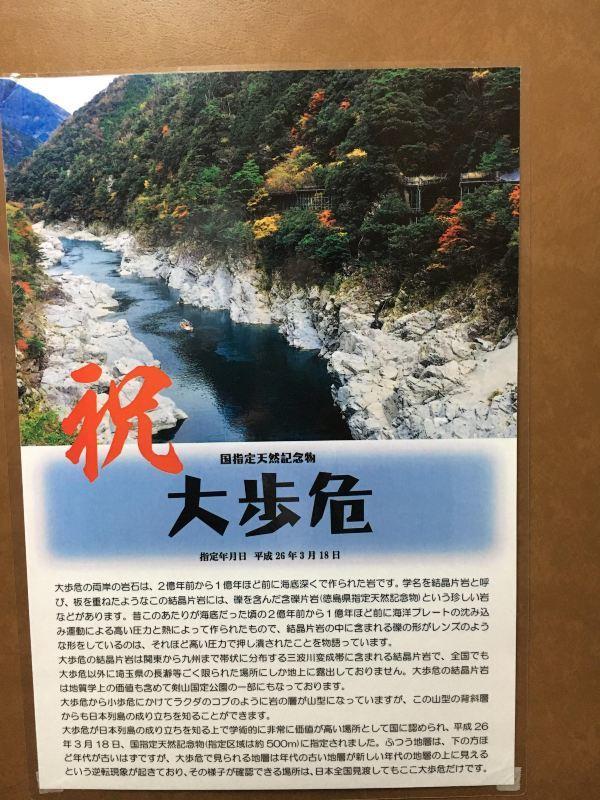 祝
国指定天然記念物
大歩危
指定年月日 平成26年3月18日
大歩危の両岸の岩石は、2億年前から1億年ほど前に海底深くで作られた岩です。学名を結晶片岩と呼
び、板を重ねたようなこの結晶片岩には、礫を含んだ含礫片岩(徳島県指定天然記念物)という珍しい岩
などがあります。昔このあたりが海底だった頃の2億年前から1億年ほど前に海洋プレートの沈み込
み運動による高い圧力と熱によって作られたもので、結晶片岩の中に含まれる礫の形がレンズのよう
な形をしているのは、それほど高い圧力で押し潰されたことを物語っています。
大歩危の結晶片岩は関東から九州まで帯状に分布する三波川変成帯に含まれる結晶片岩で、全国でも
大歩危以外に埼玉県の長瀞等ごく限られた場所にしか地上に露出しておりません。大歩危の結晶片岩
は地質学上の価値も含めて剣山国定公園の一部にもなっております。
大歩危から小歩危にかけてラクダのコブのように岩の層が山型になっていますが、この山型の背斜層
からも日本列島の成り立ちを知ることができます。
大歩危が日本列島の成り立ちを知る上で学術的に非常に価値が高い場所として国に認められ、平成26
年3月18日、国指定天然記念物(指定区域は約500m)に指定されました。ふつう地層は、下の方ほ
ど年代が古いはずですが、大歩危で見られる地層は年代の古い地層が新しい年代の地層の上に見える
という逆転現象が起きており、その様子が確認できる場所は、日本全国見渡してもここ大歩危だけです。